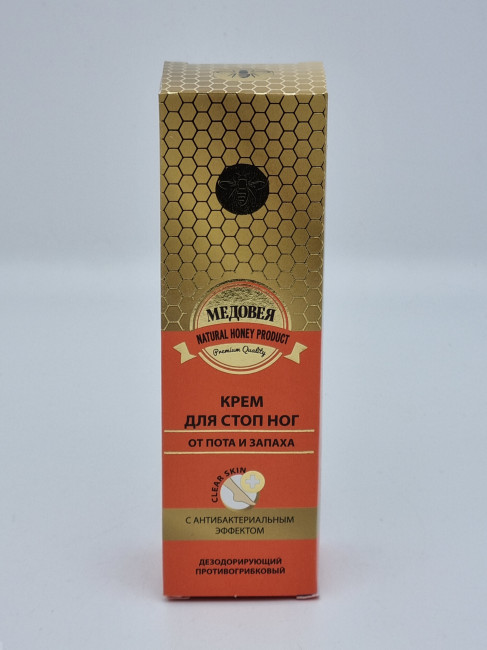 МЕДОВЕЯ
NATURAL HONEY PRODUCT
Premium Quality
КРЕМ
ДЛЯ СТОП НОГ
ОТ ПОТА И ЗАПАХА
CLEAR SKIN
С АНТИБАКТЕРИАЛЬНЫМ
ЭФФЕКТОМ
ДЕЗОДОРИРУЮЩИЙ
ПРОТИВОГРИБКОВЫЙ